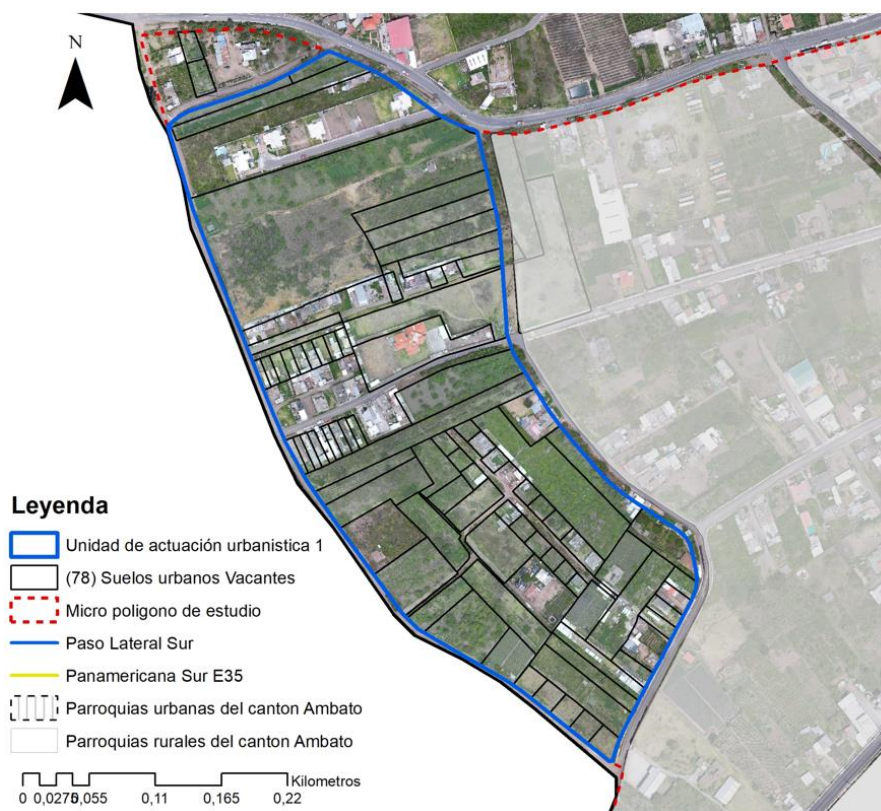 N
Leyenda
Unidad de actuación urbanistica 1
(78) Suelos urbanos Vacantes
Micro poligono de estudio
Paso Lateral Sur
Panamericana Sur E35
Parroquias urbanas del canton Ambato
Parroquias rurales del canton Ambato
Kilometros
0 0,0275 0,055 0,11 0,165 0,22